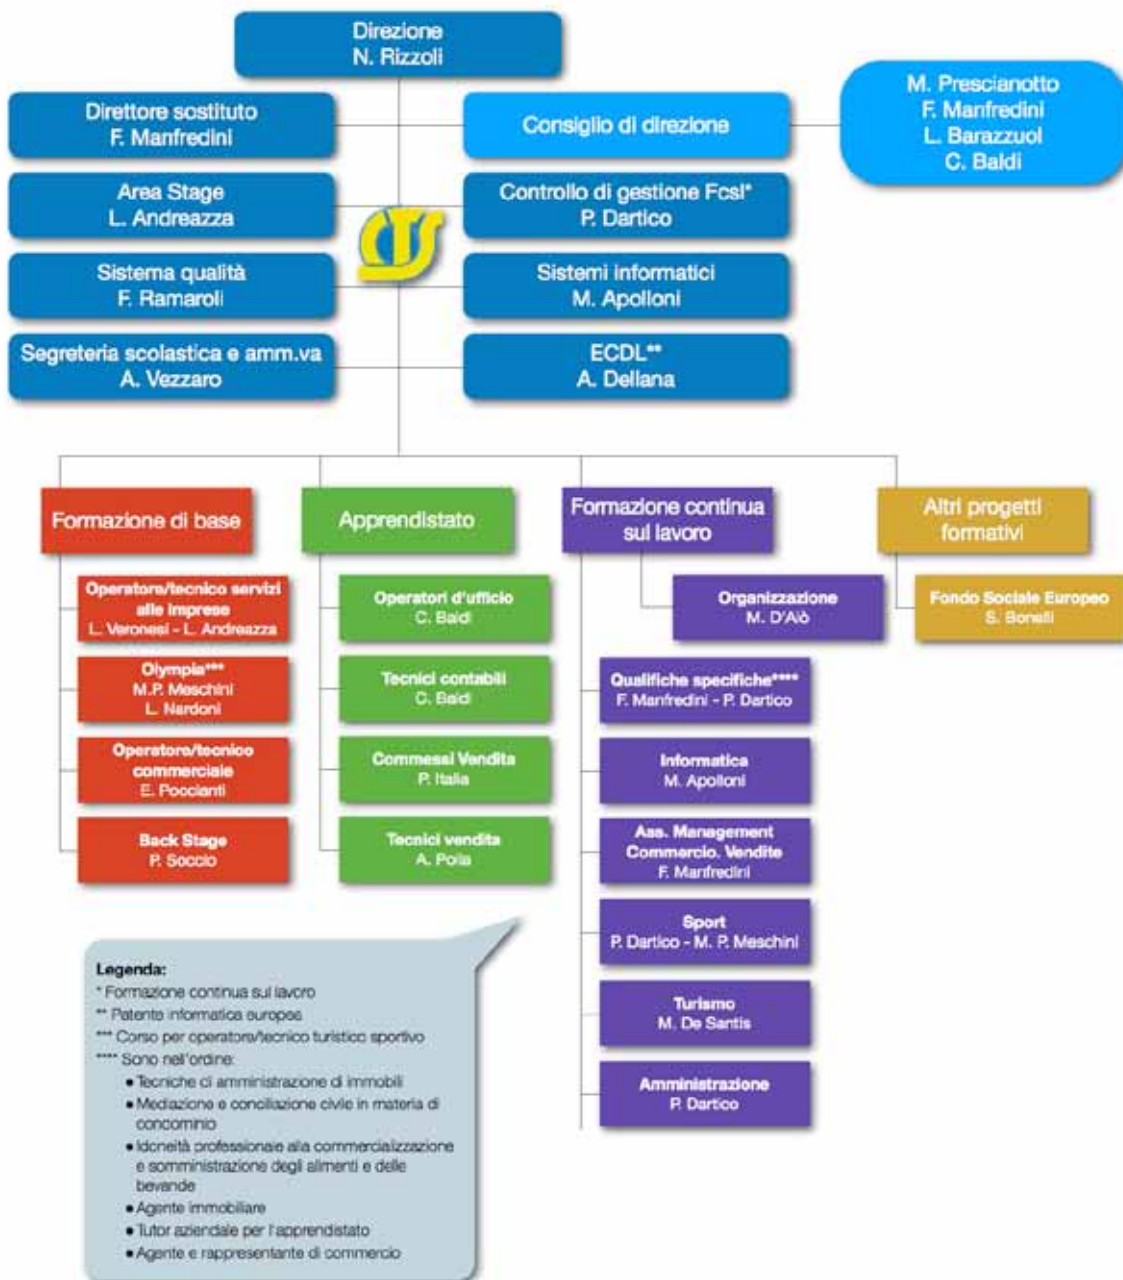 Direzione
N. Rizzoli
Direttore sostituto
F. Manfredini
Consiglio di direzione
M. Prescianotto
F. Manfredini
L. Barazzuol
C. Baldi
Area Stage
L. Andreazza
Controllo di gestione Fcsl*
P. Dartico
CTS
Sistema qualità
F. Ramaroli
Sistemi informatici
M. Apolloni
Segreteria scolastica e amm.va
A. Vezzaro
ECDL**
A. Dellana
Formazione di base
Operatore/tecnico servizi
alle imprese
L. Veronesi - L. Andreazza
Olympia***
M.P. Meschini
L. Nardoni
Operatore/tecnico
commerciale
E. Poccianti
Back Stage
P. Soccio
Apprendistato
Operatori d'ufficio
C. Baldi
Tecnici contabili
C. Baldi
Commessi Vendita
P. Italia
Tecnici vendita
A. Polla
Formazione continua
sul lavoro
Organizzazione
M. D'Alò
Qualifiche specifiche****
F. Manfredini - P. Dartico
Informatica
M. Apolloni
Ass. Management
Commercio. Vendite
F. Manfredini
Sport
P. Dartico - M. P. Meschini
Turismo
M. De Santis
Amministrazione
P. Dartico
Altri progetti
formativi
Fondo Sociale Europeo
S. Bonelli
Legenda:
* Formazione continua sul lavoro
** Patente informatica europea
*** Corso per operatore/tecnico turistico sportivo
**** Sono nell'ordine:
● Tecniche di amministrazione di immobili
● Mediazione e conciliazione civile in materia di
condominio
● Idoneità professionale alla commercializzazione
e somministrazione degli alimenti e delle
bevande
● Agente immobiliare
● Tutor aziendale per l'apprendistato
● Agente e rappresentante di commercio